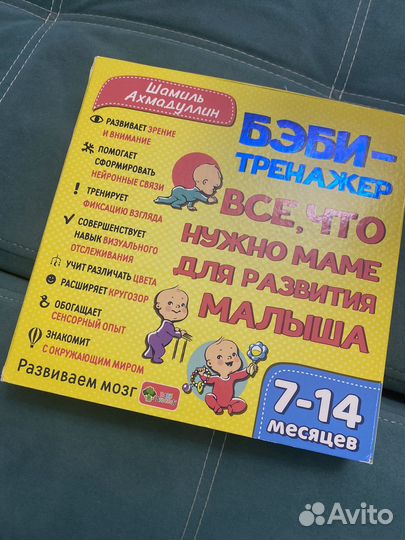 Шамиль
Ахмадуллин
БЭБИ-
ТРЕНАЖЕР
ВСЕ, ЧТО
НУЖНО МАМЕ
ДЛЯ РАЗВИТИЯ
МАЛЫША
РАЗВИВАЕТ ЗРЕНИЕ
И ВНИМАНИЕ
ПОМОГАЕТ
СФОРМИРОВАТЬ
НЕЙРОННЫЕ СВЯЗИ
ТРЕНИРУЕТ
ФИКСАЦИЮ ВЗГЛЯДА
СОВЕРШЕНСТВУЕТ
НАВЫК ВИЗУАЛЬНОГО
ОТСЛЕЖИВАНИЯ
УЧИТ РАЗЛИЧАТЬ ЦВЕТА
РАСШИРЯЕТ КРУГОЗОР
ОБОГАЩАЕТ
СЕНСОРНЫЙ ОПЫТ
ЗНАКОМИТ
С ОКРУЖАЮЩИМ МИРОМ
Развиваем мозг
7-14
месяцев
Avito